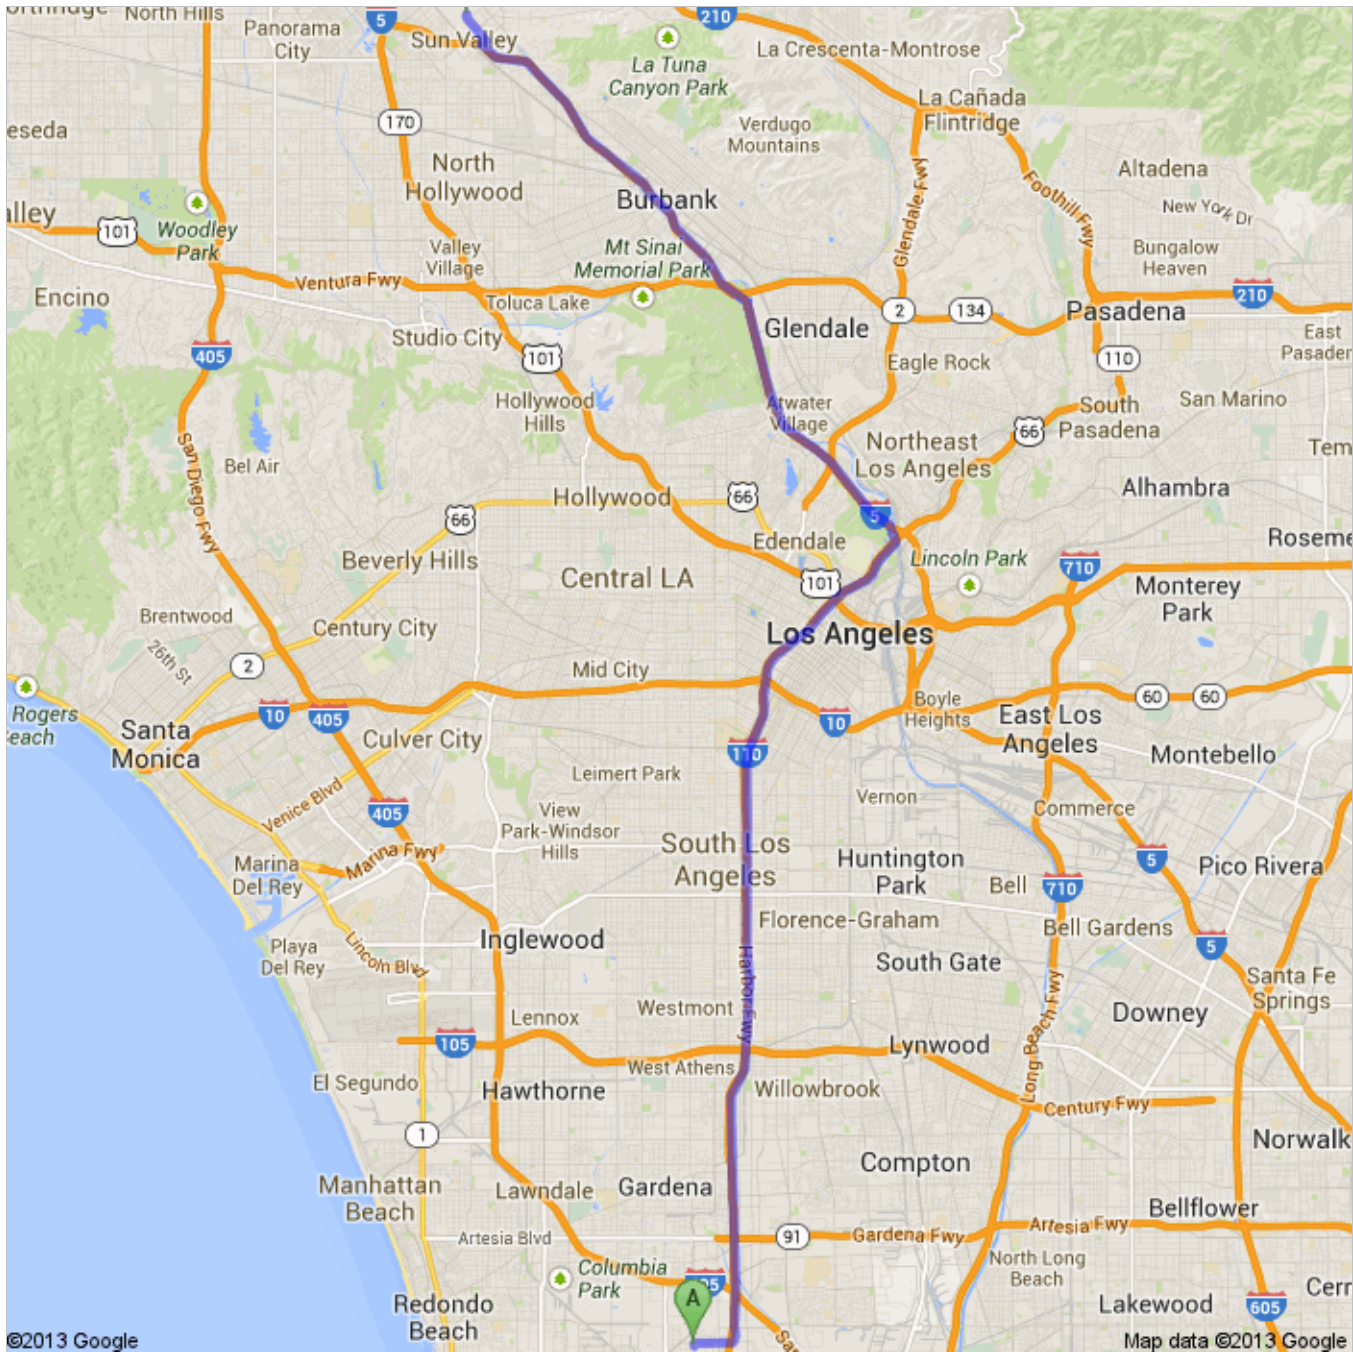 North Hills
5
210
Panorama
City
Sun Valley
La Crescenta-Montrose
La Tuna
Canyon Park
La Cañada
Flintridge
eseda
170
Verdugo
Mountains
North
Hollywood
Altadena
Foothill Fwy
Glendale Fwy
Burbank
New York Dr
alley
101
Woodley
Park
Valley
Village
Mt Sinai
Memorial Park
Bungalow
Heaven
Ventura Fwy
Encino
Toluca Lake
210
2
134
Pasadena
Glendale
Studio City
East
Pasaden
405
101
Eagle Rock
110
Hollywood
Hills
Atwater
Village
South
Pasadena
San Marino
66
Northeast
Los Angeles
Tem
San Diego Fwy
Bel Air
Hollywood
66
Alhambra
66
5
Edendale
Roseme
Beverly Hills
Lincoln Park
Central LA
101
710
Monterey
Park
Brentwood
Century City
Los Angeles
26th St
2
Mid City
Rogers
each
60
60
Boyle
Heights
10
405
10
East Los
Angeles
Santa
Monica
Culver City
110
Montebello
Leimert Park
Venice Blvd
405
View
Park-Windsor
Hills
Vernon
Commerce
Marina Fwy
South Los
Angeles
Huntington
Park
5
Pico Rivera
Marina
Del Rey
Bell
710
Florence-Graham
Bell Gardens
Inglewood
5
Playa
Del Rey
Lincoln Blvd
South Gate
Harbor Fwy
Santa Fe
Springs
Westmont
Long Beach Fwy
Downey
Lennox
105
Lynwood
West Athens
El Segundo
Hawthorne
Willowbrook
Century Fwy
1
Norwalk
Compton
Manhattan
Beach
Lawndale
Gardena
Bellflower
Artesia Blvd
91
Gardena Fwy
Artesia Fwy
North Long
Beach
Columbia
Park
A
Redondo
Beach
Lakewood
605
Cerr
©2013 Google
Map data ©2013 Google